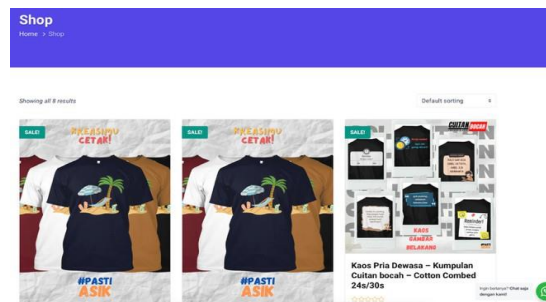 Shop
Home > Shop
Showing all 8 results
Default sorting
SALE!
#KREASIMU
CETAK!
#PASTI
ASIK
SALE!
#KREASIMU
CETAK!
#PASTI
ASIK
SALE!
CUITAN BOCAH
KAOS
GAMBAR
BELAKANG
Kaos Pria Dewasa – Kumpulan
Cuitan bocah – Cotton Combed
24s/30s
Ingin bertanya? Chat saja
dengan kami!